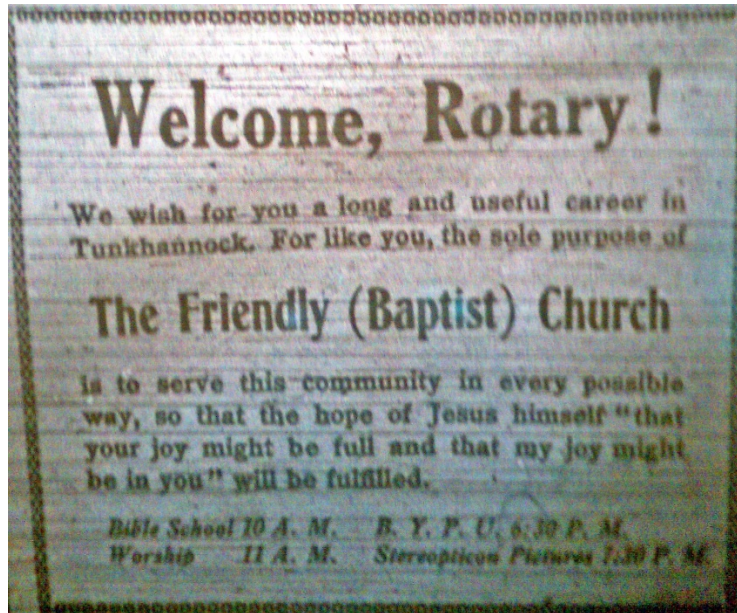 Welcome, Rotary!
We wish for you a long and useful career in
Tunkhannock. For like you, the sole purpose of
The Friendly (Baptist) Church
is to serve this community in every possible
way, so that the hope of Jesus himself "that
your joy might be full and that my joy might
be in you" will be fulfilled.
Bible School 10 A. M. B. Y. P. U. 6:30 P. M.
Worship 11 A. M. Stereopticon Pictures 7:30 P. M.